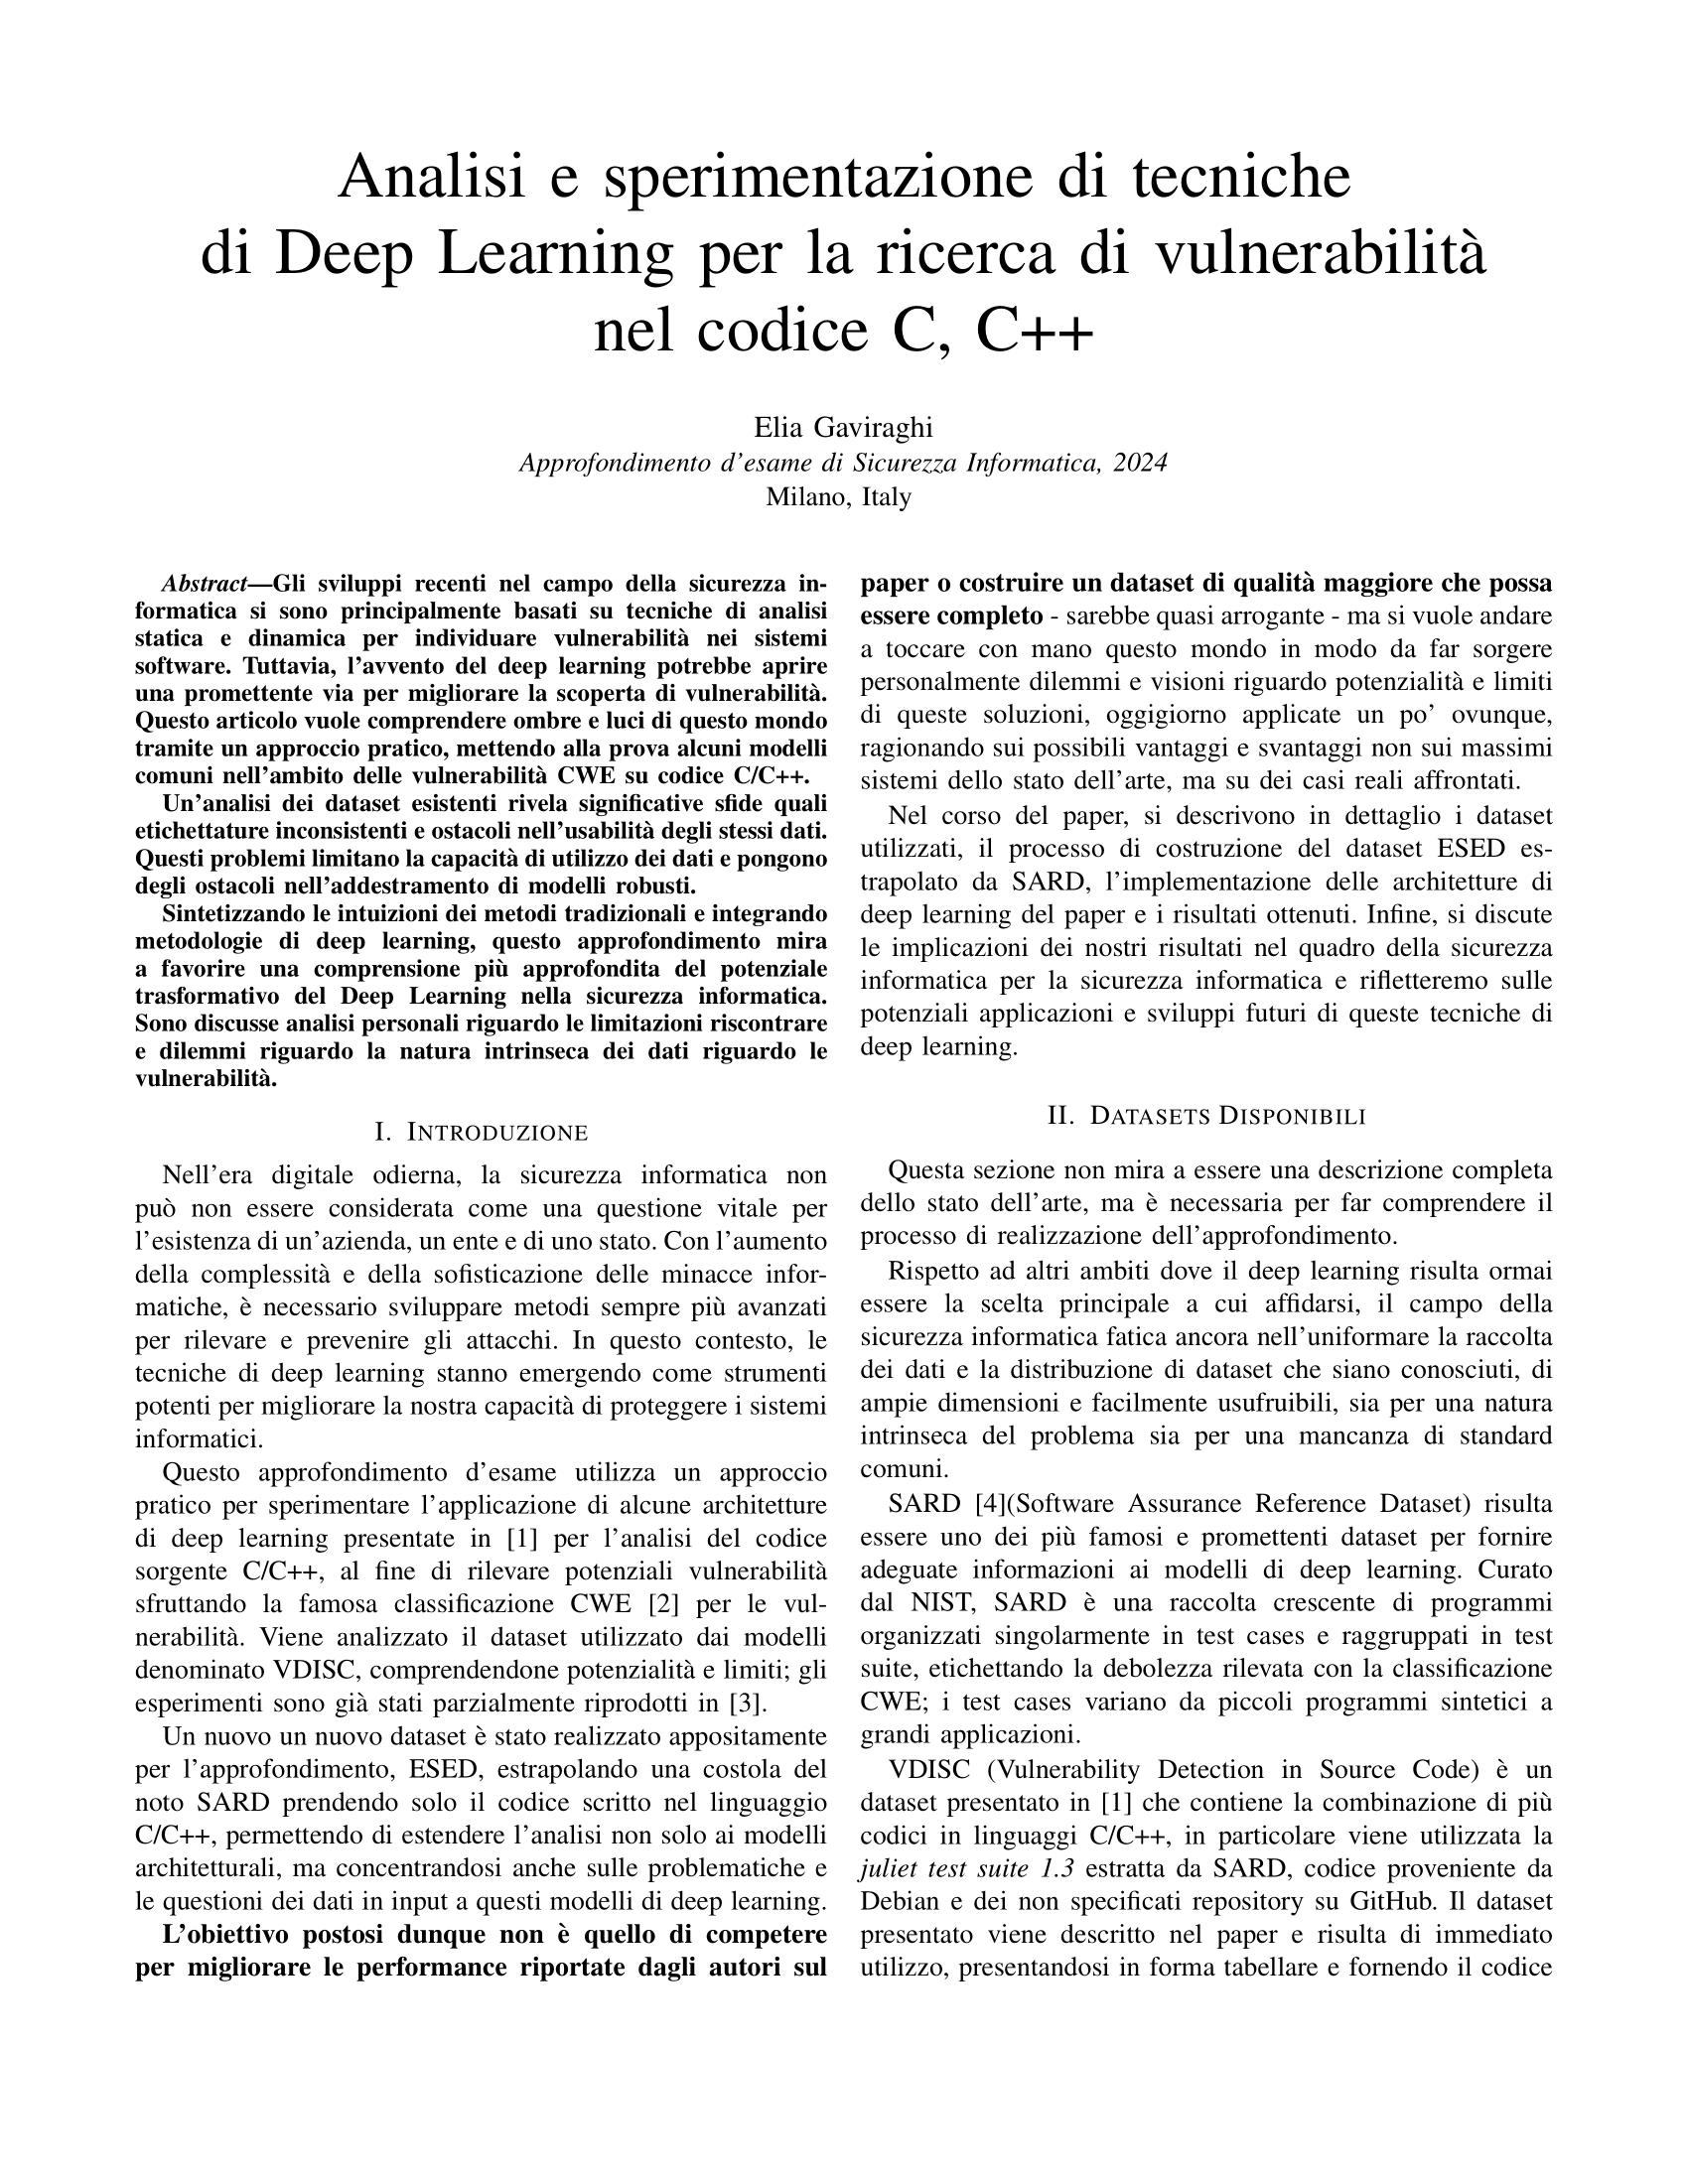 Analisi e sperimentazione di tecniche
di Deep Learning per la ricerca di vulnerabilità
nel codice C, C++
Elia Gaviraghi
Approfondimento d'esame di Sicurezza Informatica, 2024
Milano, Italy
Abstract—Gli sviluppi recenti nel campo della sicurezza in-
formatica si sono principalmente basati su tecniche di analisi
statica e dinamica per individuare vulnerabilità nei sistemi
software. Tuttavia, l'avvento del deep learning potrebbe aprire
una promettente via per migliorare la scoperta di vulnerabilità.
Questo articolo vuole comprendere ombre e luci di questo mondo
tramite un approccio pratico, mettendo alla prova alcuni modelli
comuni nell'ambito delle vulnerabilità CWE su codice C/C++.
Un'analisi dei dataset esistenti rivela significative sfide quali
etichettature inconsistenti e ostacoli nell'usabilità degli stessi dati.
Questi problemi limitano la capacità di utilizzo dei dati e pongono
degli ostacoli nell'addestramento di modelli robusti.
Sintetizzando le intuizioni dei metodi tradizionali e integrando
metodologie di deep learning, questo approfondimento mira
a favorire una comprensione più approfondita del potenziale
trasformativo del Deep Learning nella sicurezza informatica.
Sono discusse analisi personali riguardo le limitazioni riscontrare
e dilemmi riguardo la natura intrinseca dei dati riguardo le
vulnerabilità.
I. INTRODUZIONE
Nell'era digitale odierna, la sicurezza informatica non
può non essere considerata come una questione vitale per
l'esistenza di un'azienda, un ente e di uno stato. Con l'aumento
della complessità e della sofisticazione delle minacce infor-
matiche, è necessario sviluppare metodi sempre più avanzati
per rilevare e prevenire gli attacchi. In questo contesto, le
tecniche di deep learning stanno emergendo come strumenti
potenti per migliorare la nostra capacità di proteggere i sistemi
informatici.
Questo approfondimento d'esame utilizza un approccio
pratico per sperimentare l'applicazione di alcune architetture
di deep learning presentate in [1] per l'analisi del codice
sorgente C/C++, al fine di rilevare potenziali vulnerabilità
sfruttando la famosa classificazione CWE [2] per le vul-
nerabilità. Viene analizzato il dataset utilizzato dai modelli
denominato VDISC, comprendendone potenzialità e limiti; gli
esperimenti sono già stati parzialmente riprodotti in [3].
Un nuovo un nuovo dataset è stato realizzato appositamente
per l'approfondimento, ESED, estrapolando una costola del
noto SARD prendendo solo il codice scritto nel linguaggio
C/C++, permettendo di estendere l'analisi non solo ai modelli
architetturali, ma concentrandosi anche sulle problematiche e
le questioni dei dati in input a questi modelli di deep learning.
L'obiettivo postosi dunque non è quello di competere
per migliorare le performance riportate dagli autori sul
paper o costruire un dataset di qualità maggiore che possa
essere completo - sarebbe quasi arrogante - ma si vuole andare
a toccare con mano questo mondo in modo da far sorgere
personalmente dilemmi e visioni riguardo potenzialità e limiti
di queste soluzioni, oggigiorno applicate un po' ovunque,
ragionando sui possibili vantaggi e svantaggi non sui massimi
sistemi dello stato dell'arte, ma su dei casi reali affrontati.
Nel corso del paper, si descrivono in dettaglio i dataset
utilizzati, il processo di costruzione del dataset ESED es-
trapolato da SARD, l'implementazione delle architetture di
deep learning del paper e i risultati ottenuti. Infine, si discute
le implicazioni dei nostri risultati nel quadro della sicurezza
informatica per la sicurezza informatica e rifletteremo sulle
potenziali applicazioni e sviluppi futuri di queste tecniche di
deep learning.
II. DATASETS DISPONIBILI
Questa sezione non mira a essere una descrizione completa
dello stato dell'arte, ma è necessaria per far comprendere il
processo di realizzazione dell'approfondimento.
Rispetto ad altri ambiti dove il deep learning risulta ormai
essere la scelta principale a cui affidarsi, il campo della
sicurezza informatica fatica ancora nell'uniformare la raccolta
dei dati e la distribuzione di dataset che siano conosciuti, di
ampie dimensioni e facilmente usufruibili, sia per una natura
intrinseca del problema sia per una mancanza di standard
comuni.
SARD [4](Software Assurance Reference Dataset) risulta
essere uno dei più famosi e promettenti dataset per fornire
adeguate informazioni ai modelli di deep learning. Curato
dal NIST, SARD è una raccolta crescente di programmi
organizzati singolarmente in test cases e raggruppati in test
suite, etichettando la debolezza rilevata con la classificazione
CWE; i test cases variano da piccoli programmi sintetici a
grandi applicazioni.
VDISC (Vulnerability Detection in Source Code) è un
dataset presentato in [1] che contiene la combinazione di più
codici in linguaggi C/C++, in particolare viene utilizzata la
juliet test suite 1.3 estratta da SARD, codice proveniente da
Debian e dei non specificati repository su GitHub. Il dataset
presentato viene descritto nel paper e risulta di immediato
utilizzo, presentandosi in forma tabellare e fornendo il codice